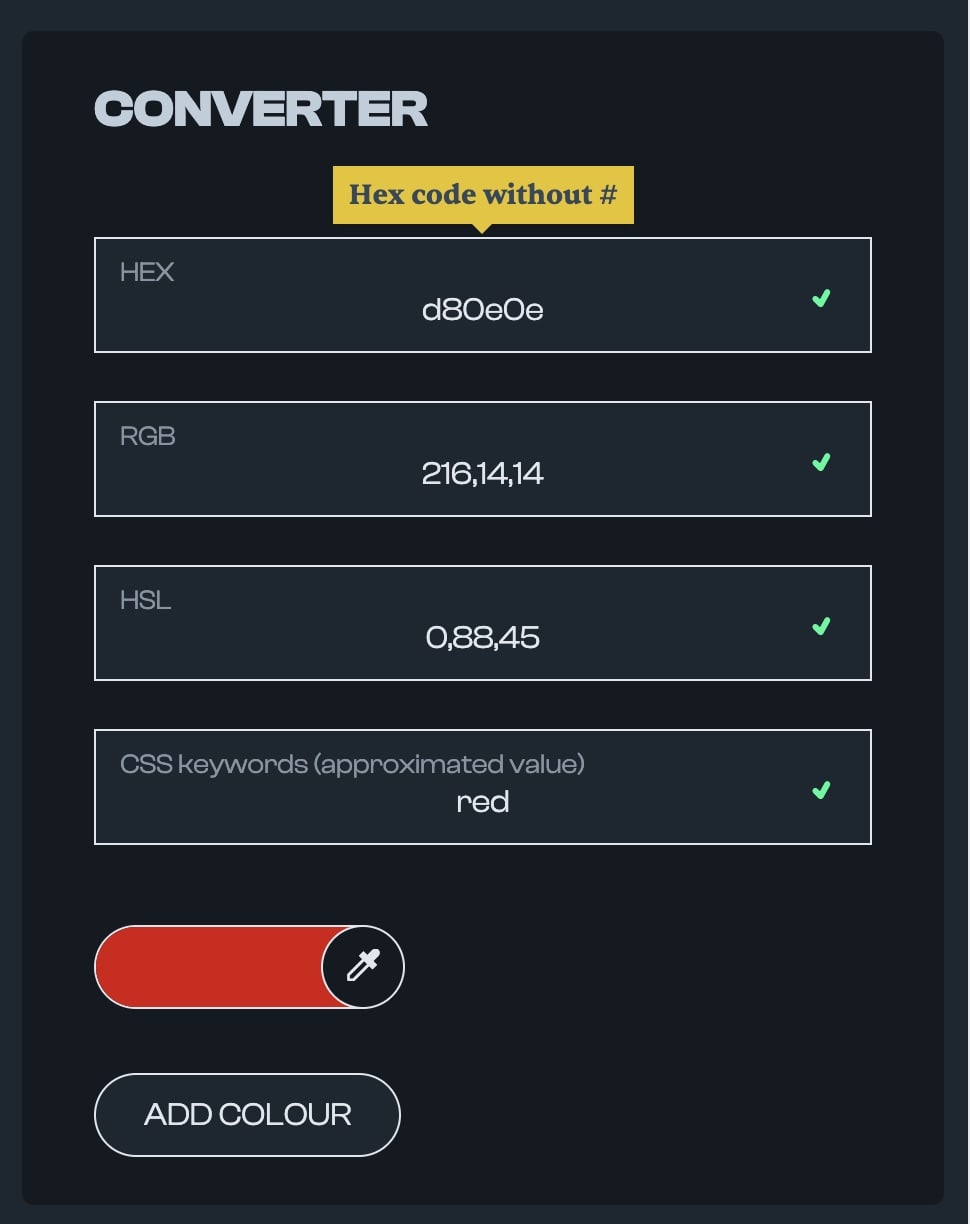 CONVERTER
Hex code without #
HEX
d80e0e
RGB
216,14,14
HSL
0,88,45
CSS keywords (approximated value)
red
ADD COLOUR